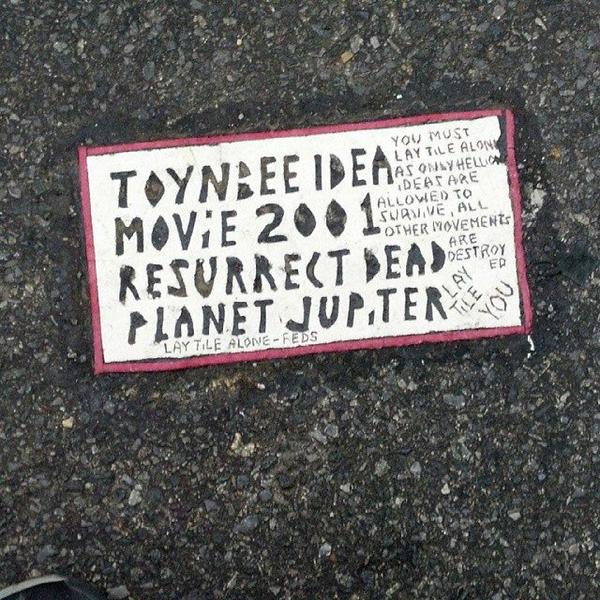 TOYNBEE IDEA
MOViE 2001
RESURRECT DEAD
PLANET JUPiTER
LAY TiLE ALONE-FEDS
YOU MUST
LAY TILE ALONE
AS ONLY HELLION
IDEAS ARE
ALLOWED TO
SURVIVE, ALL
OTHER MOVEMENTS
ARE
DESTROY
ED
LAY
TILE
YOU